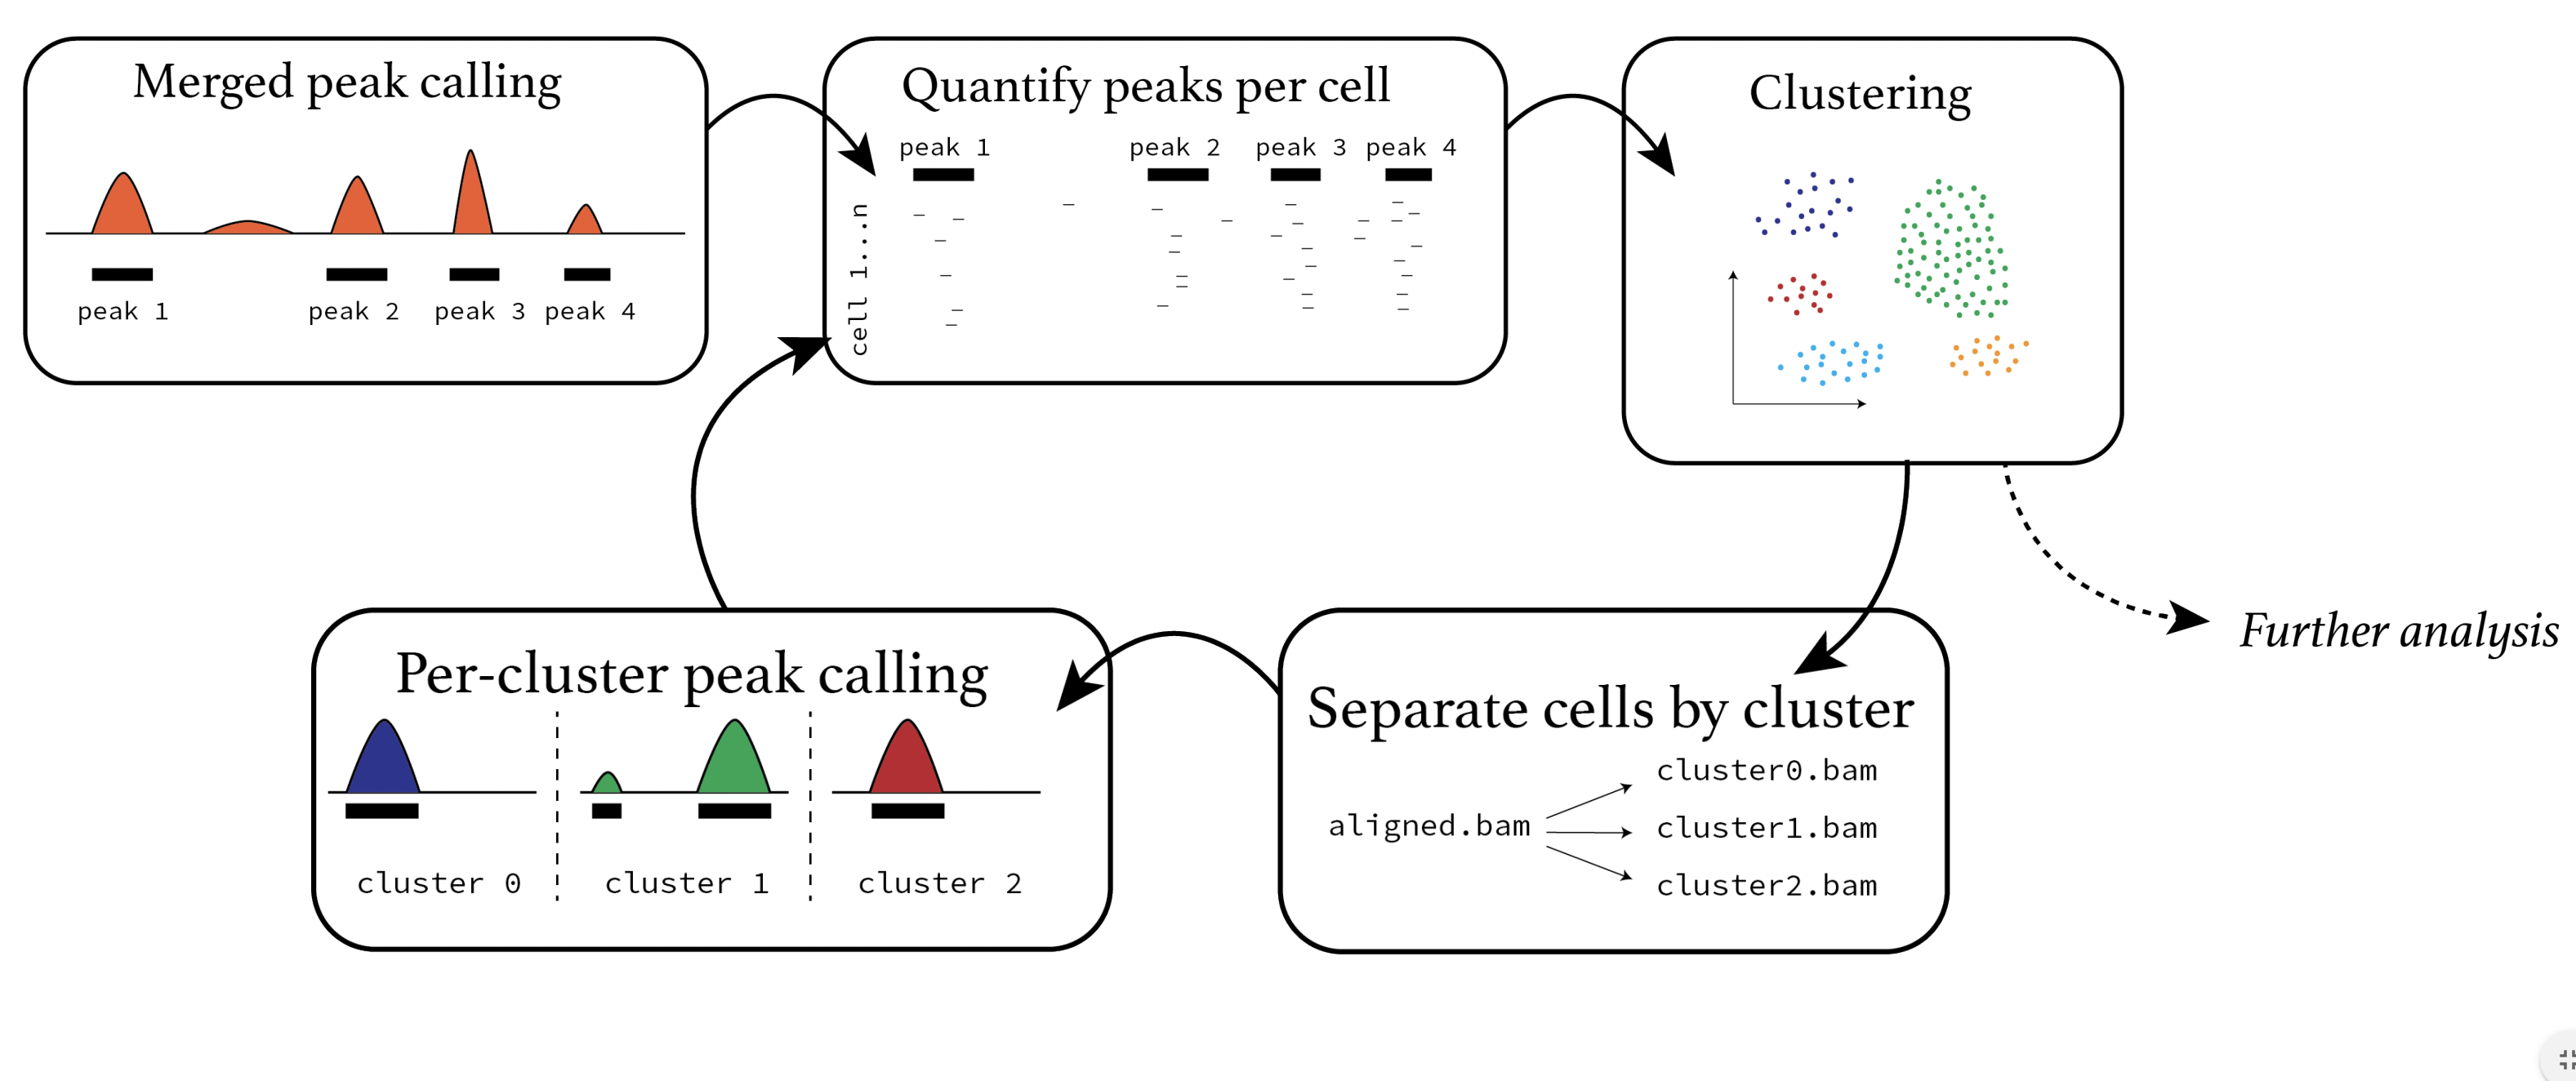 Merged peak calling
peak 1
peak 2
peak 3
peak 4
Quantify peaks per cell
peak 1
peak 2
peak 3
peak 4
cell 1...n
Clustering
Further analysis
Separate cells by cluster
aligned.bam
cluster0.bam
cluster1.bam
cluster2.bam
Per-cluster peak calling
cluster 0
cluster 1
cluster 2